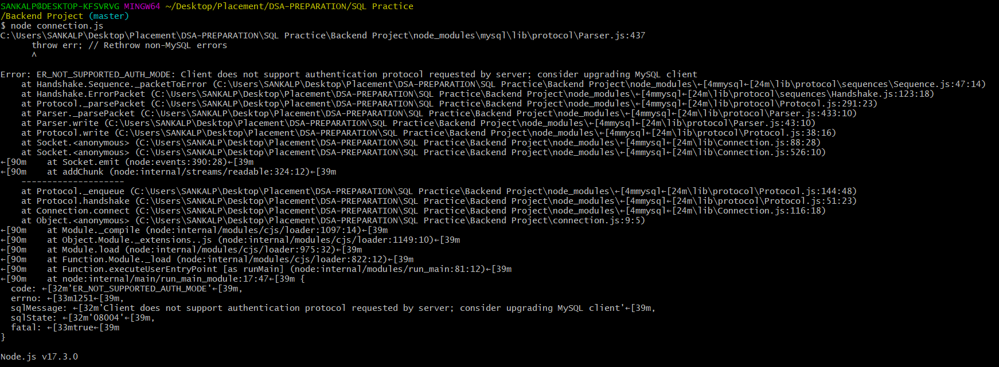 SANKALP@DESKTOP-KFSVRVG MINGW64 ~/Desktop/Placement/DSA-PREPARATION/SQL Practice
/Backend Project (master)
$ node connection.js
C:\Users\SANKALP\Desktop\Placement\DSA-PREPARATION\SQL Practice\Backend Project\node_modules\mysql\lib\protocol\Parser.js:437
      throw err; // Rethrow non-MySQL errors
      ^
Error: ER_NOT_SUPPORTED_AUTH_MODE: Client does not support authentication protocol requested by server; consider upgrading MySQL client
    at Handshake.Sequence._packetToError (C:\Users\SANKALP\Desktop\Placement\DSA-PREPARATION\SQL Practice\Backend Project\node_modules\←[4mmysql←[24m\lib\protocol\sequences\Sequence.js:47:14)
    at Handshake.ErrorPacket (C:\Users\SANKALP\Desktop\Placement\DSA-PREPARATION\SQL Practice\Backend Project\node_modules\←[4mmysql←[24m\lib\protocol\sequences\Handshake.js:123:18)
    at Protocol._parsePacket (C:\Users\SANKALP\Desktop\Placement\DSA-PREPARATION\SQL Practice\Backend Project\node_modules\←[4mmysql←[24m\lib\protocol\Protocol.js:291:23)
    at Parser._parsePacket (C:\Users\SANKALP\Desktop\Placement\DSA-PREPARATION\SQL Practice\Backend Project\node_modules\←[4mmysql←[24m\lib\protocol\Parser.js:433:10)
    at Parser.write (C:\Users\SANKALP\Desktop\Placement\DSA-PREPARATION\SQL Practice\Backend Project\node_modules\←[4mmysql←[24m\lib\protocol\Parser.js:43:10)
    at Protocol.write (C:\Users\SANKALP\Desktop\Placement\DSA-PREPARATION\SQL Practice\Backend Project\node_modules\←[4mmysql←[24m\lib\protocol\Protocol.js:38:16)
    at Socket.<anonymous> (C:\Users\SANKALP\Desktop\Placement\DSA-PREPARATION\SQL Practice\Backend Project\node_modules\←[4mmysql←[24m\lib\Connection.js:88:28)
    at Socket.<anonymous> (C:\Users\SANKALP\Desktop\Placement\DSA-PREPARATION\SQL Practice\Backend Project\node_modules\←[4mmysql←[24m\lib\Connection.js:526:10)
←[90m    at Socket.emit (node:events:390:28)←[39m
←[90m    at addChunk (node:internal/streams/readable:324:12)←[39m
    --------------------
    at Protocol._enqueue (C:\Users\SANKALP\Desktop\Placement\DSA-PREPARATION\SQL Practice\Backend Project\node_modules\←[4mmysql←[24m\lib\protocol\Protocol.js:144:48)
    at Protocol.handshake (C:\Users\SANKALP\Desktop\Placement\DSA-PREPARATION\SQL Practice\Backend Project\node_modules\←[4mmysql←[24m\lib\protocol\Protocol.js:51:23)
    at Connection.connect (C:\Users\SANKALP\Desktop\Placement\DSA-PREPARATION\SQL Practice\Backend Project\node_modules\←[4mmysql←[24m\lib\Connection.js:116:18)
    at Object.<anonymous> (C:\Users\SANKALP\Desktop\Placement\DSA-PREPARATION\SQL Practice\Backend Project\connection.js:9:5)
←[90m    at Module._compile (node:internal/modules/cjs/loader:1097:14)←[39m
←[90m    at Object.Module._extensions..js (node:internal/modules/cjs/loader:1149:10)←[39m
←[90m    at Module.load (node:internal/modules/cjs/loader:975:32)←[39m
←[90m    at Function.Module._load (node:internal/modules/cjs/loader:822:12)←[39m
←[90m    at Function.executeUserEntryPoint [as runMain] (node:internal/modules/run_main:81:12)←[39m
←[90m    at node:internal/main/run_main_module:17:47←[39m {
  code: ←[32m'ER_NOT_SUPPORTED_AUTH_MODE'←[39m,
  errno: ←[33m1251←[39m,
  sqlMessage: ←[32m'Client does not support authentication protocol requested by server; consider upgrading MySQL client'←[39m,
  sqlState: ←[32m'08004'←[39m,
  fatal: ←[33mtrue←[39m
}
Node.js v17.3.0